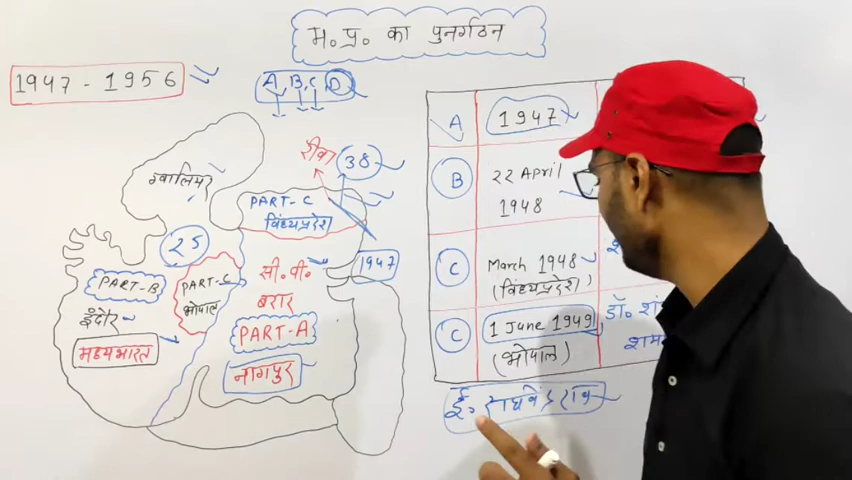 म. प्र. का पुनर्गठन
1947 - 1956
A, B, C D
ग्वालियर
रीवा
38
PART-C
विंध्यप्रदेश
25
PART-B
इंदौर
मध्यभारत
PART-C
भोपाल
सी. वी.
बरार
PART-A
नागपुर
1947
A
1947
B
22 April
1948
C
March 1948
(विंध्यप्रदेश)
C
1 June 1949
(भोपाल)
डॉ. शं
ई. राघवेंद्र राव